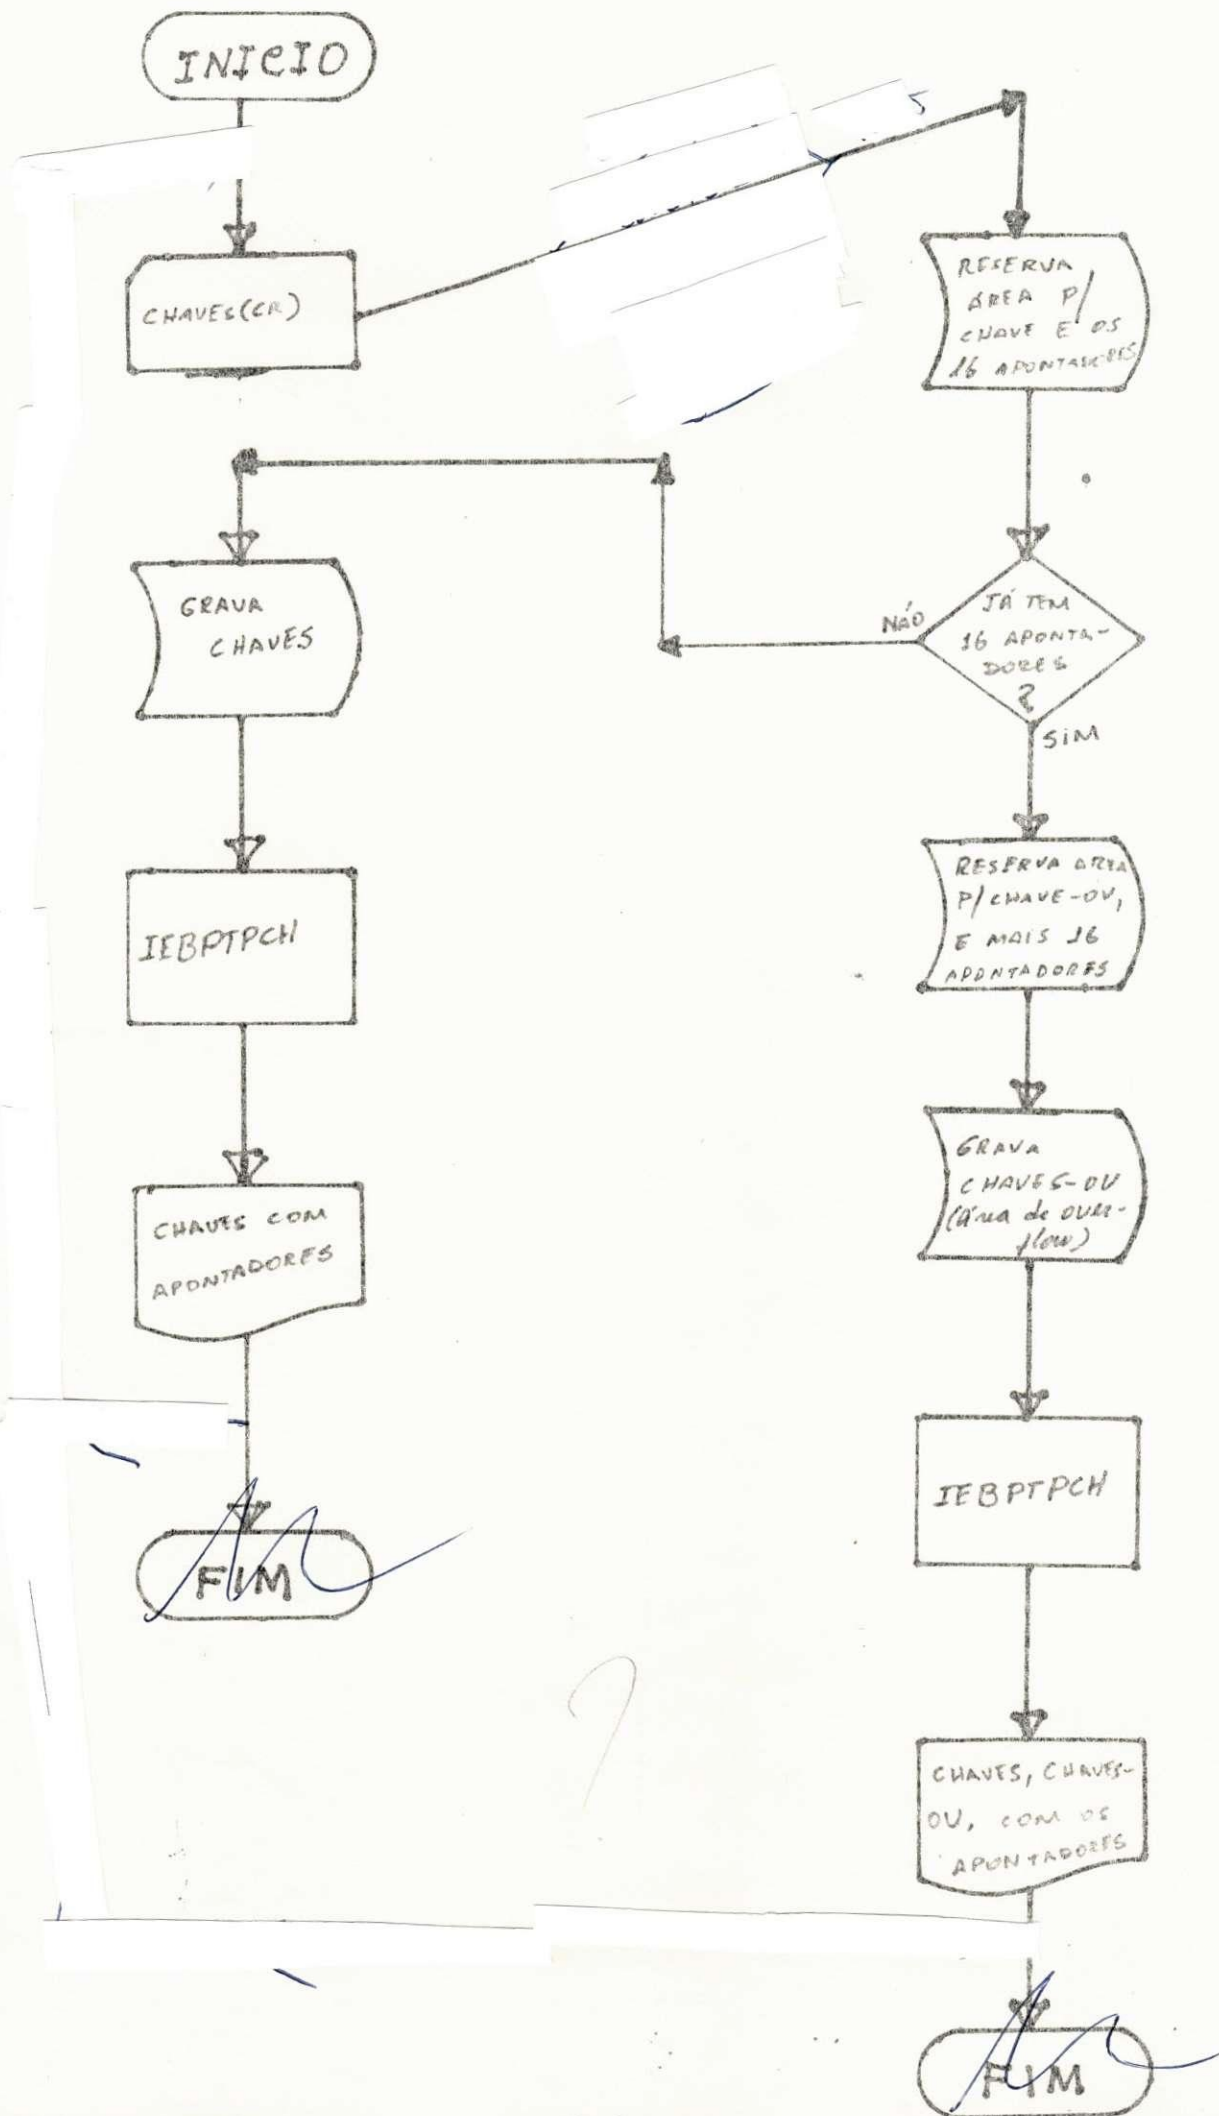 INICIO
CHAVES(CR)
RESERVA
ÁREA P/
CHAVE E OS
16 APONTADORES
JÁ TEM
16 APONTA-
DORES
?
NÃO
SIM
GRAVA
CHAVES
IEBPTPCH
CHAVES COM
APONTADORES
FIM
RESERVA AREA
P/CHAVE-OV,
E MAIS 16
APONTADORES
GRAVA
CHAVES-OV
(área de over-
flow)
IEBPTPCH
CHAVES, CHAVES-
OV, COM OS
APONTADORES
FIM